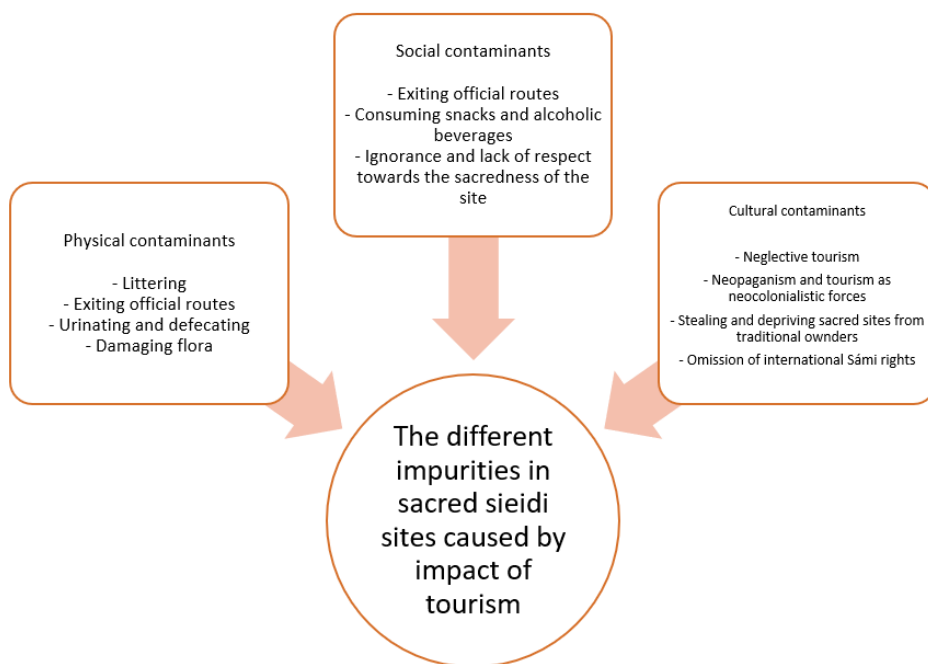 Social contaminants
- Exiting official routes
- Consuming snacks and alcoholic
beverages
- Ignorance and lack of respect
towards the sacredness of the
site
Physical contaminants
- Littering
- Exiting official routes
- Urinating and defecating
- Damaging flora
Cultural contaminants
- Neglective tourism
- Neopaganism and tourism as
neocolonialistic forces
- Stealing and depriving sacred sites from
traditional ownders
- Omission of international Sámi rights
The different
impurities in
sacred sieidi
sites caused by
impact of
tourism